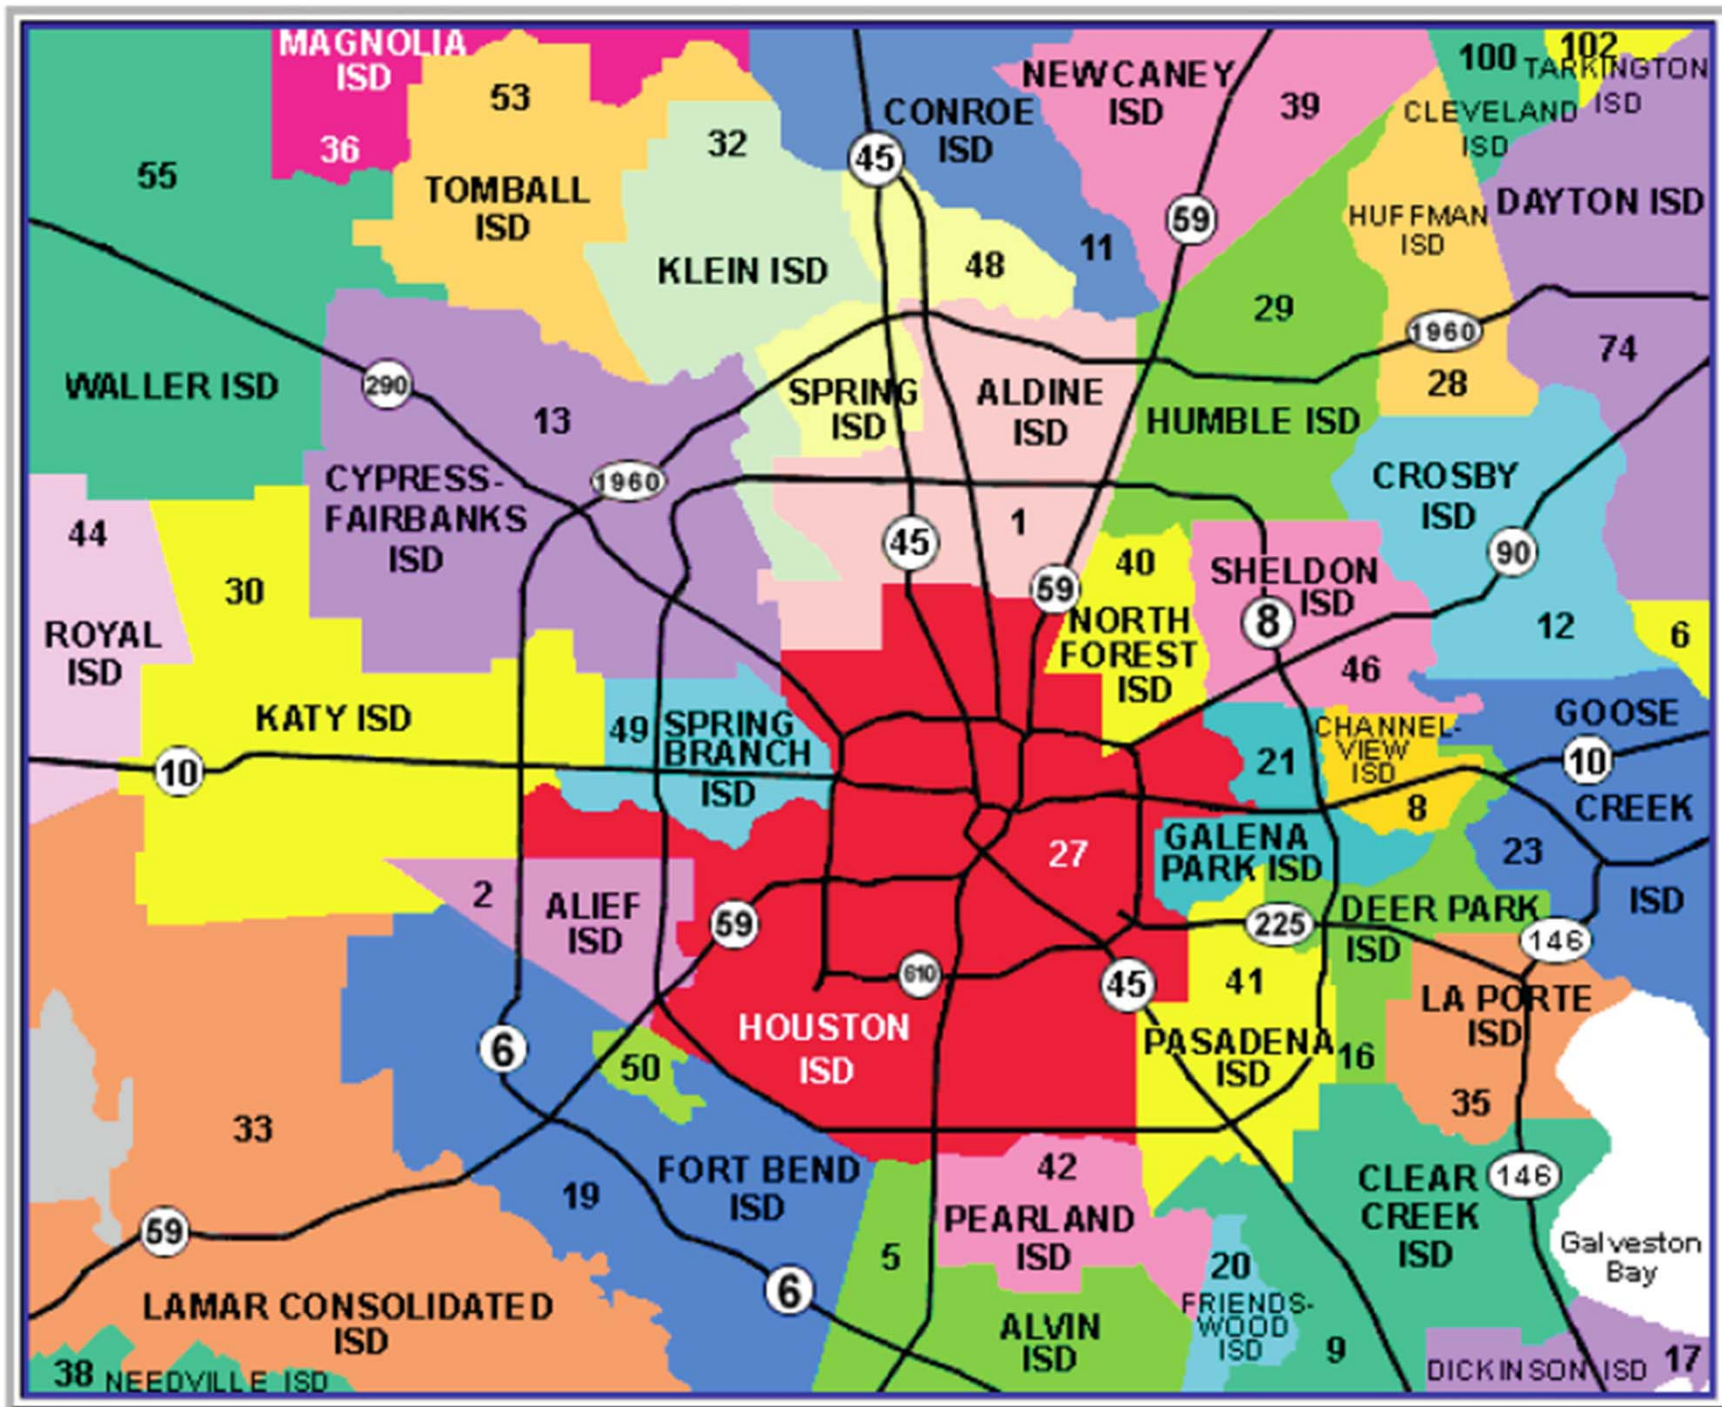 MAGNOLIA
ISD
36
53
TOMBALL
ISD
32
KLEIN ISD
45
CONROE
ISD
11
NEWCANEY
ISD
39
59
100
102
TARKINGTON
ISD
CLEVELAND
ISD
HUFFMAN
ISD
DAYTON ISD
55
WALLER ISD
290
13
CYPRESS-
FAIRBANKS
ISD
1960
48
SPRING
ISD
ALDINE
ISD
1
45
59
29
HUMBLE ISD
1960
28
74
CROSBY
ISD
90
12
6
44
ROYAL
ISD
30
KATY ISD
10
49
SPRING
BRANCH
ISD
40
NORTH
FOREST
ISD
SHELDON
ISD
8
46
21
CHANNEL-
VIEW
ISD
8
GOOSE
10
CREEK
23
ISD
2
ALIEF
ISD
59
27
610
45
HOUSTON
ISD
GALENA
PARK ISD
225
DEER PARK
ISD
146
41
PASADENA
ISD
16
LA PORTE
ISD
35
6
50
33
59
19
FORT BEND
ISD
6
42
PEARLAND
ISD
5
ALVIN
ISD
20
FRIENDS-
WOOD
ISD
9
CLEAR
CREEK
ISD
146
Galveston
Bay
LAMAR CONSOLIDATED
ISD
38
NEEDVILLE ISD
DICKINSON ISD
17